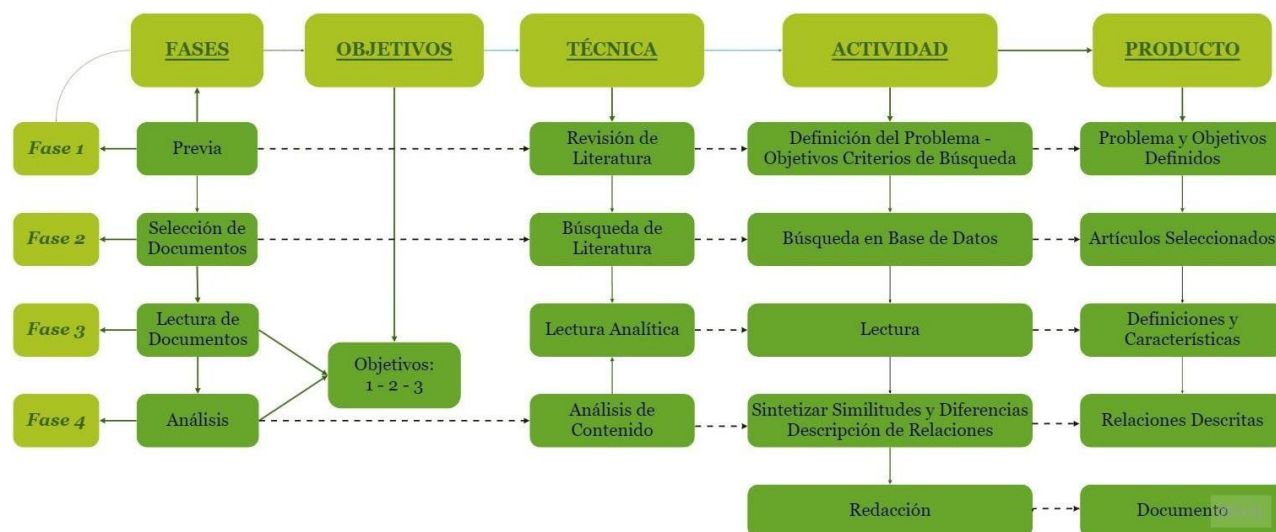 FASES
OBJETIVOS
TÉCNICA
ACTIVIDAD
PRODUCTO
Fase 1
Previa
Revisión de
Literatura
Definición del Problema -
Objetivos Criterios de Búsqueda
Problema y Objetivos
Definidos
Fase 2
Selección de
Documentos
Búsqueda de
Literatura
Búsqueda en Base de Datos
Artículos Seleccionados
Fase 3
Lectura de
Documentos
Lectura Analítica
Lectura
Definiciones y
Características
Objetivos:
1 - 2 - 3
Fase 4
Análisis
Análisis de
Contenido
Sintetizar Similitudes y Diferencias
Descripción de Relaciones
Relaciones Descritas
Redacción
Documento